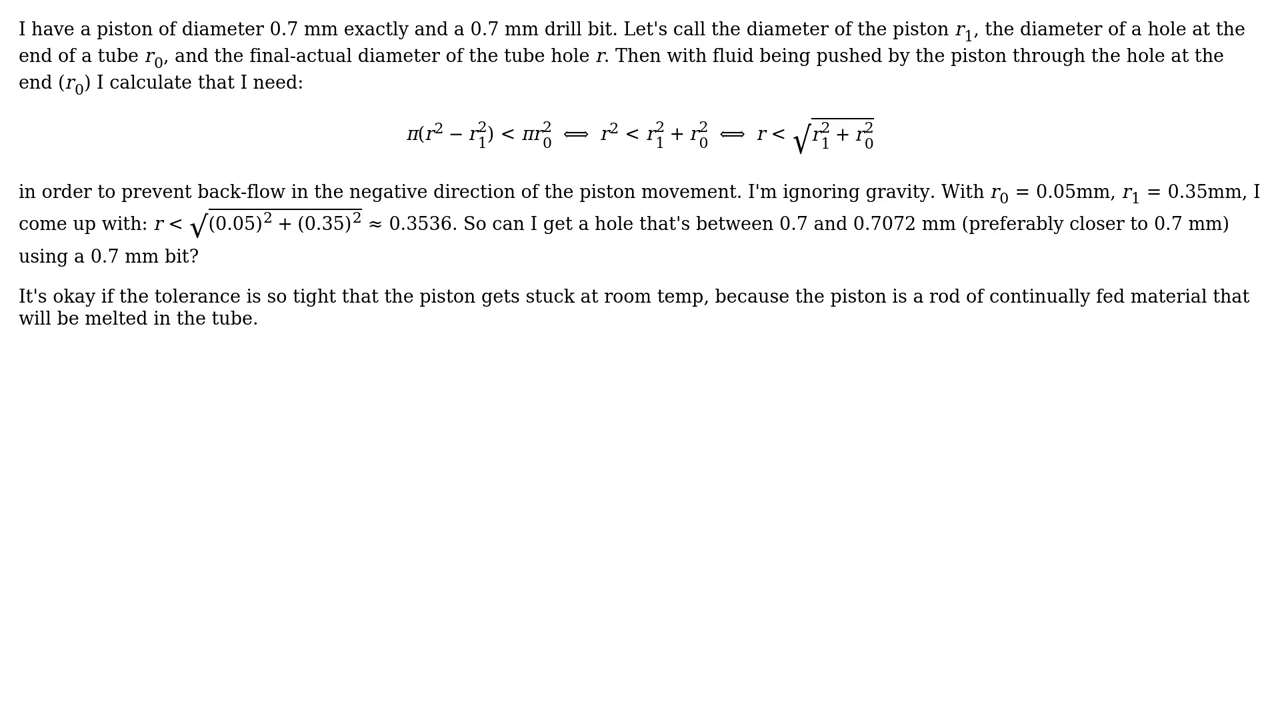 I have a piston of diameter 0.7 mm exactly and a 0.7 mm drill bit. Let's call the diameter of the piston r₁, the diameter of a hole at the
end of a tube r₀, and the final-actual diameter of the tube hole r. Then with fluid being pushed by the piston through the hole at the
end (r₀) I calculate that I need:
π(r² − r₁²) < πr₀² ⟺ r² < r₁² + r₀² ⟺ r < √(r₁² + r₀²)
in order to prevent back-flow in the negative direction of the piston movement. I'm ignoring gravity. With r₀ = 0.05mm, r₁ = 0.35mm, I
come up with: r < √((0.05)² + (0.35)²) ≈ 0.3536. So can I get a hole that's between 0.7 and 0.7072 mm (preferably closer to 0.7 mm)
using a 0.7 mm bit?
It's okay if the tolerance is so tight that the piston gets stuck at room temp, because the piston is a rod of continually fed material that
will be melted in the tube.